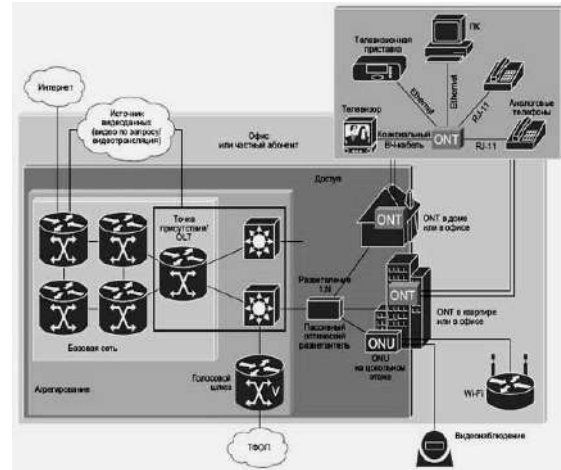 ПК
Телевизионная
приставка
Ethernet
Ethernet
RJ-11
Аналоговые
телефоны
Телевизор
Коаксиальный
ВЧ-кабель
ONT
RJ-11
Интернет
Источник
видеоданных
(видео по запросу/
видеотрансляция)
Офис
или частный абонент
Доступ
Точка
присутствия/
OLT
ONT
ONT в доме
или в офисе
Разветвление
1:N
Пассивный
оптический
разветвитель
ONT
ONT в квартире
или в офисе
ONU
ONU
на цокольном
этаже
Базовая сеть
Агрегирование
Голосовой
шлюз
V
Wi-Fi
Видеонаблюдение
ТФОП